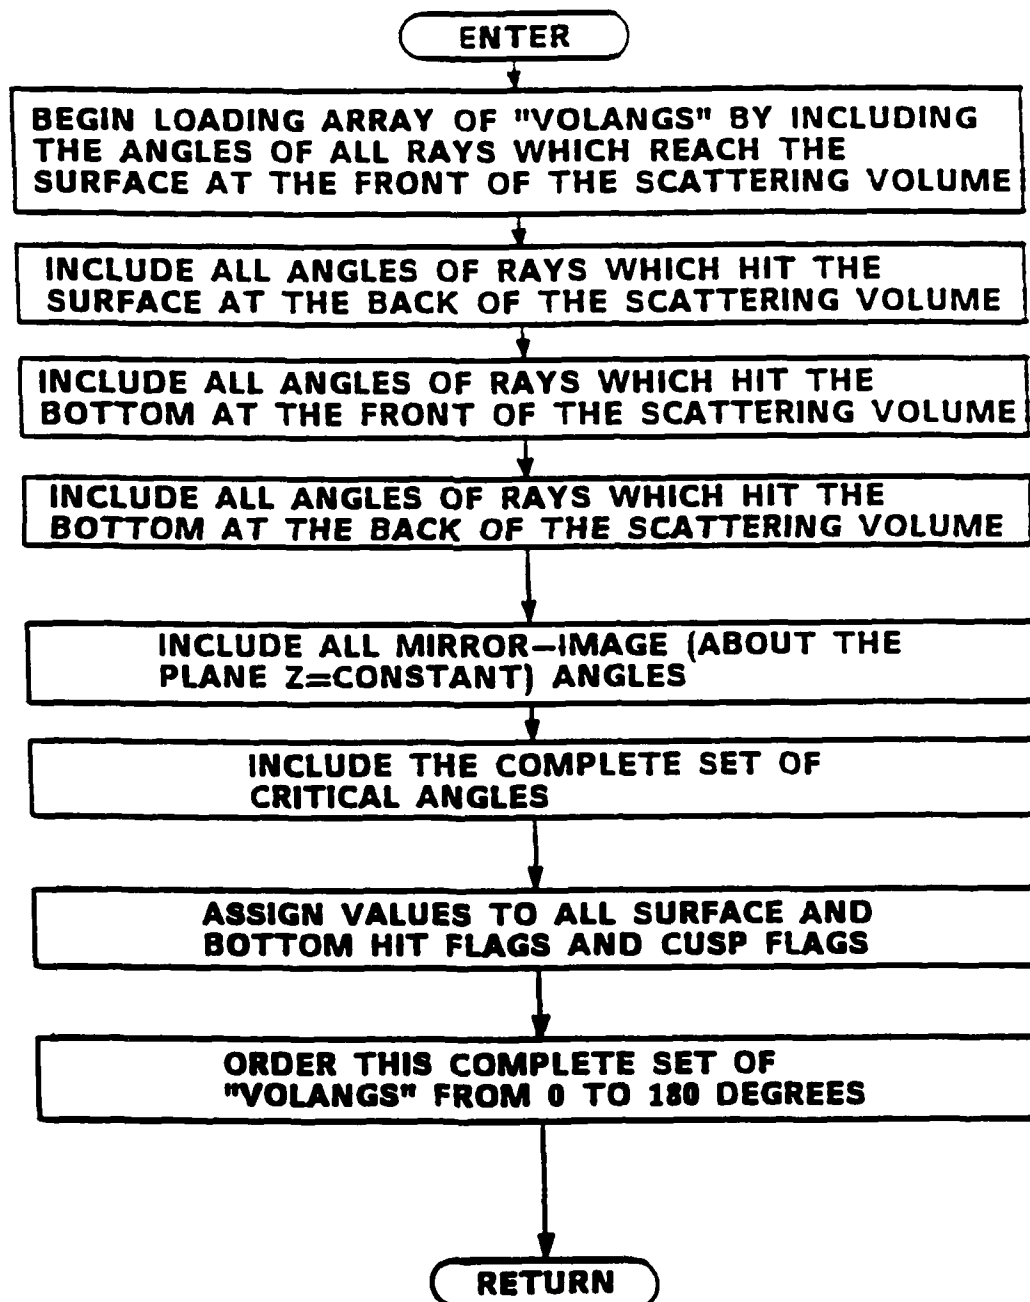 ENTER
BEGIN LOADING ARRAY OF "VOLANGS" BY INCLUDING
THE ANGLES OF ALL RAYS WHICH REACH THE
SURFACE AT THE FRONT OF THE SCATTERING VOLUME
INCLUDE ALL ANGLES OF RAYS WHICH HIT THE
SURFACE AT THE BACK OF THE SCATTERING VOLUME
INCLUDE ALL ANGLES OF RAYS WHICH HIT THE
BOTTOM AT THE FRONT OF THE SCATTERING VOLUME
INCLUDE ALL ANGLES OF RAYS WHICH HIT THE
BOTTOM AT THE BACK OF THE SCATTERING VOLUME
INCLUDE ALL MIRROR-IMAGE (ABOUT THE
PLANE Z=CONSTANT) ANGLES
INCLUDE THE COMPLETE SET OF
CRITICAL ANGLES
ASSIGN VALUES TO ALL SURFACE AND
BOTTOM HIT FLAGS AND CUSP FLAGS
ORDER THIS COMPLETE SET OF
"VOLANGS" FROM 0 TO 180 DEGREES
RETURN